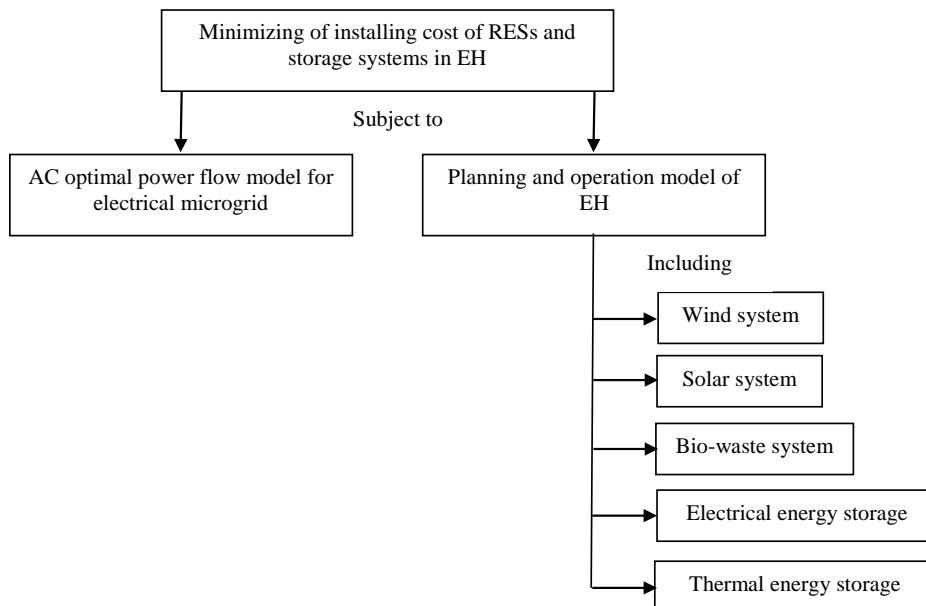 Minimizing of installing cost of RESs and
storage systems in EH
Subject to
AC optimal power flow model for
electrical microgrid
Planning and operation model of
EH
Including
Wind system
Solar system
Bio-waste system
Electrical energy storage
Thermal energy storage